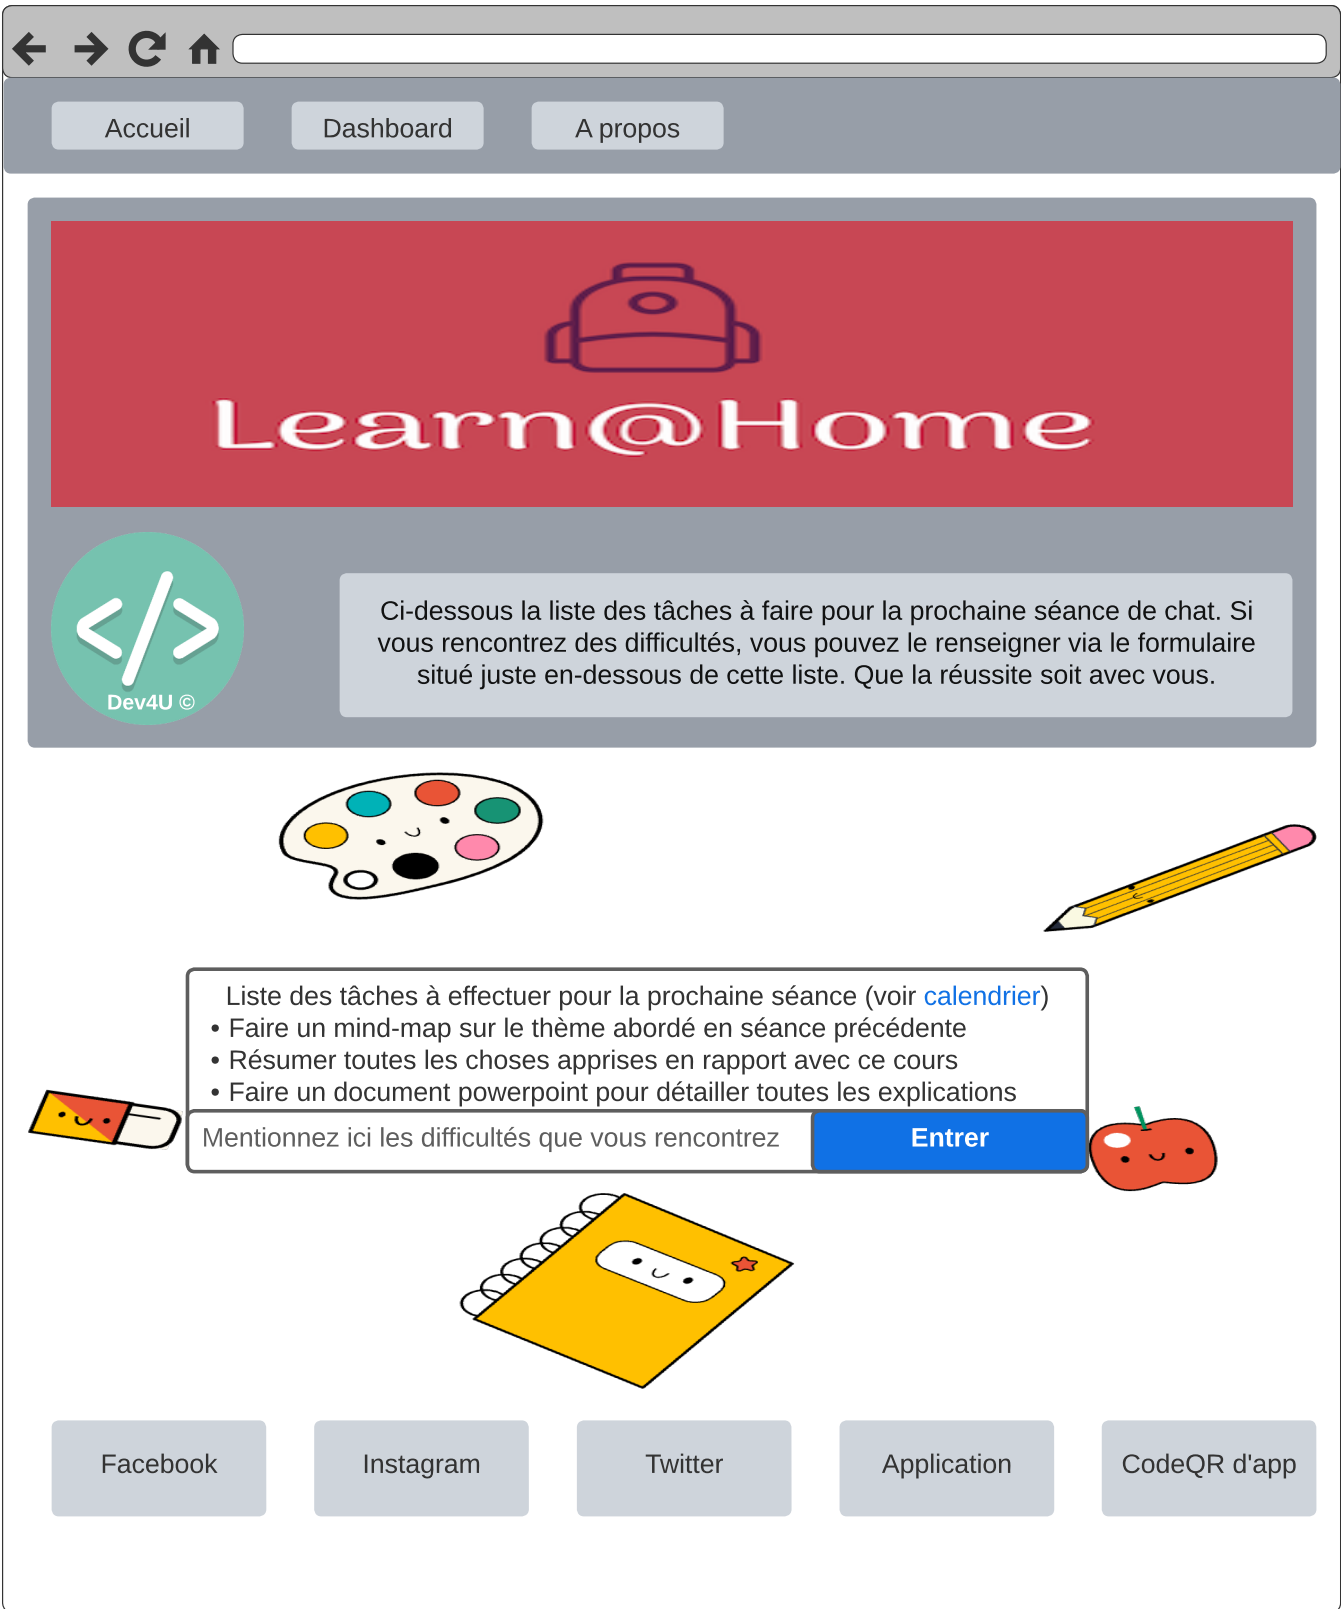 Accueil
Dashboard
A propos
Learn@Home
Dev4U ©
Ci-dessous la liste des tâches à faire pour la prochaine séance de chat. Si
vous rencontrez des difficultés, vous pouvez le renseigner via le formulaire
situé juste en-dessous de cette liste. Que la réussite soit avec vous.
Liste des tâches à effectuer pour la prochaine séance (voir calendrier)
• Faire un mind-map sur le thème abordé en séance précédente
• Résumer toutes les choses apprises en rapport avec ce cours
• Faire un document powerpoint pour détailler toutes les explications
Mentionnez ici les difficultés que vous rencontrez
Entrer
Facebook
Instagram
Twitter
Application
CodeQR d'app